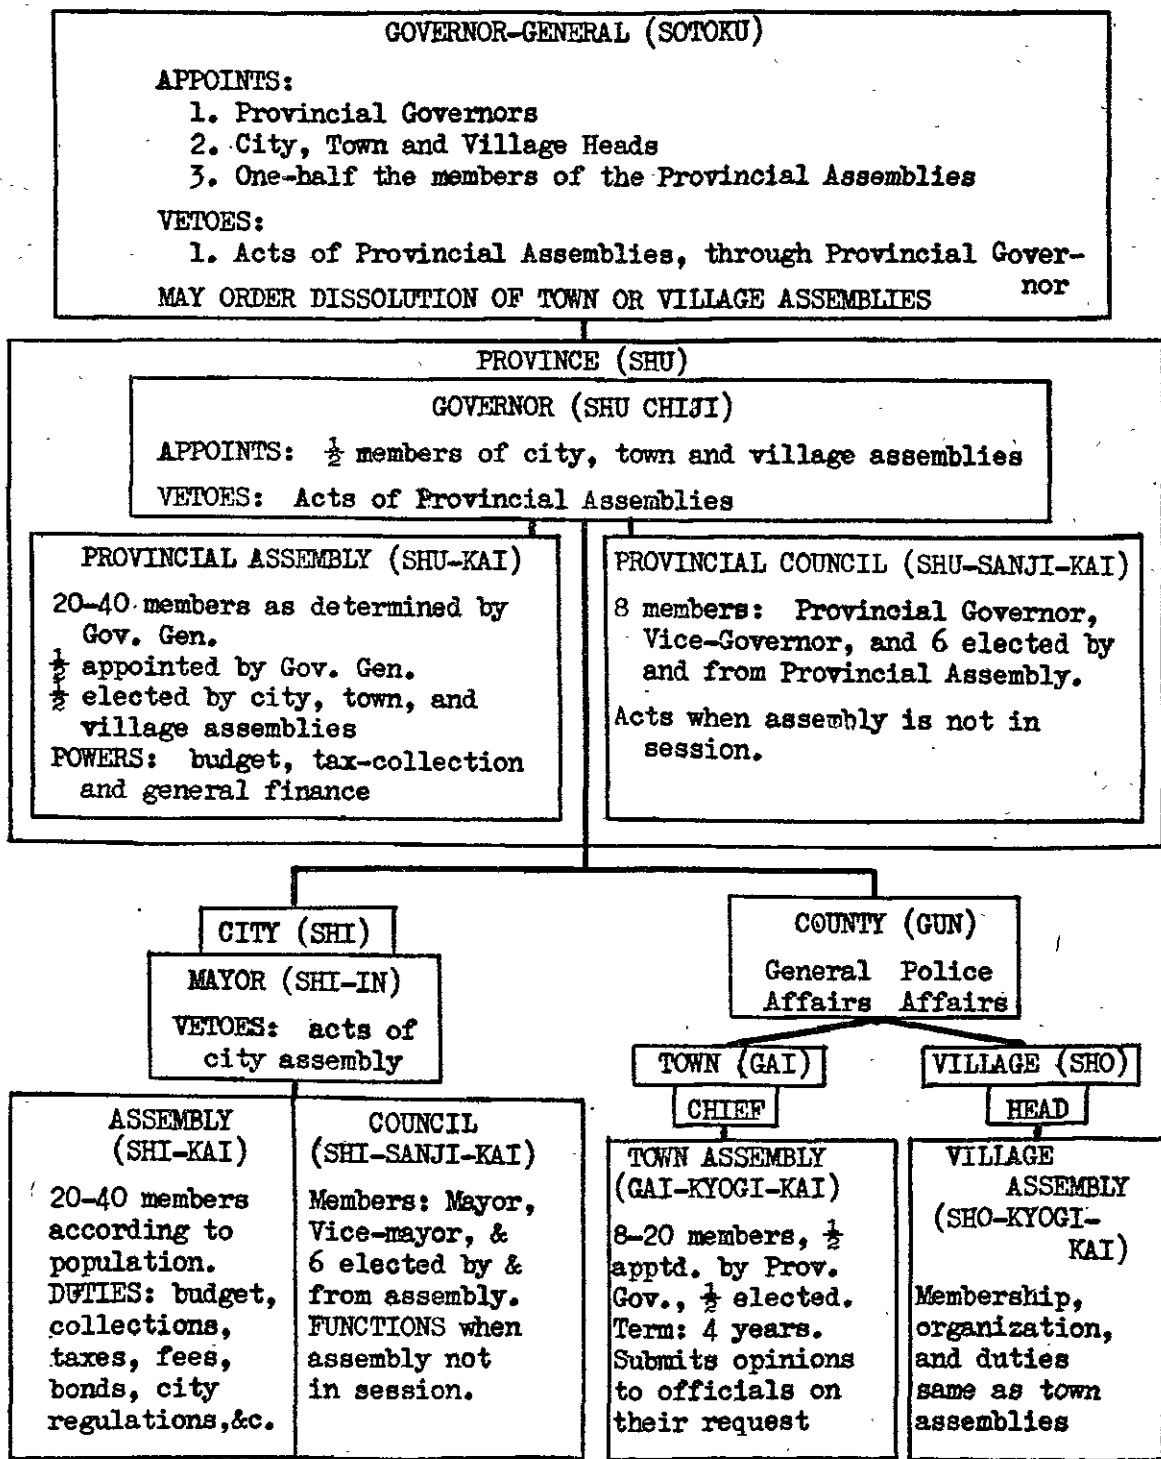 GOVERNOR-GENERAL (SOTOKU)
APPOINTS:
1. Provincial Governors
2. City, Town and Village Heads
3. One-half the members of the Provincial Assemblies
VETOES:
1. Acts of Provincial Assemblies, through Provincial Gover-
nor
MAY ORDER DISSOLUTION OF TOWN OR VILLAGE ASSEMBLIES
PROVINCE (SHU)
GOVERNOR (SHU CHIJI)
APPOINTS: ½ members of city, town and village assemblies
VETOES: Acts of Provincial Assemblies
PROVINCIAL ASSEMBLY (SHU-KAI)
20-40 members as determined by
Gov. Gen.
½ appointed by Gov. Gen.
½ elected by city, town, and
village assemblies
POWERS: budget, tax-collection
and general finance
PROVINCIAL COUNCIL (SHU-SANJI-KAI)
8 members: Provincial Governor,
Vice-Governor, and 6 elected by
and from Provincial Assembly.
Acts when assembly is not in
session.
CITY (SHI)
MAYOR (SHI-IN)
VETOES: acts of
city assembly
ASSEMBLY
(SHI-KAI)
20-40 members
according to
population.
DUTIES: budget,
collections,
taxes, fees,
bonds, city
regulations,&c.
COUNCIL
(SHI-SANJI-KAI)
Members: Mayor,
Vice-mayor, &
6 elected by &
from assembly.
FUNCTIONS when
assembly not
in session.
COUNTY (GUN)
General Police
Affairs Affairs
TOWN (GAI)
CHIEF
TOWN ASSEMBLY
(GAI-KYOGI-KAI)
8-20 members, ½
apptd. by Prov.
Gov., ½ elected.
Term: 4 years.
Submits opinions
to officials on
their request
VILLAGE (SHO)
HEAD
VILLAGE
ASSEMBLY
(SHO-KYOGI-
KAI)
Membership,
organization,
and duties
same as town
assemblies